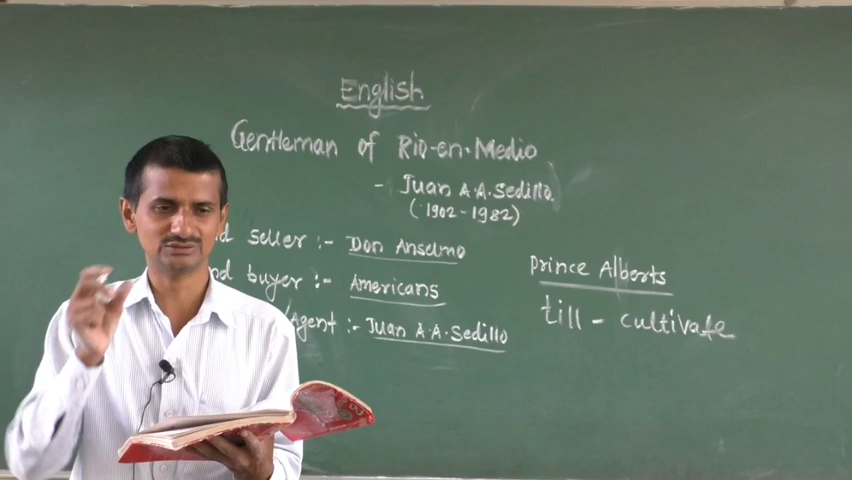 English
Gentleman of Rio-en-Medio
- Juan A.A. Sedillo
(1902-1982)
seller :- Don Anselmo
buyer :- Americans
/Agent :- Juan A.A. Sedillo
Prince Alberts
till - cultivate